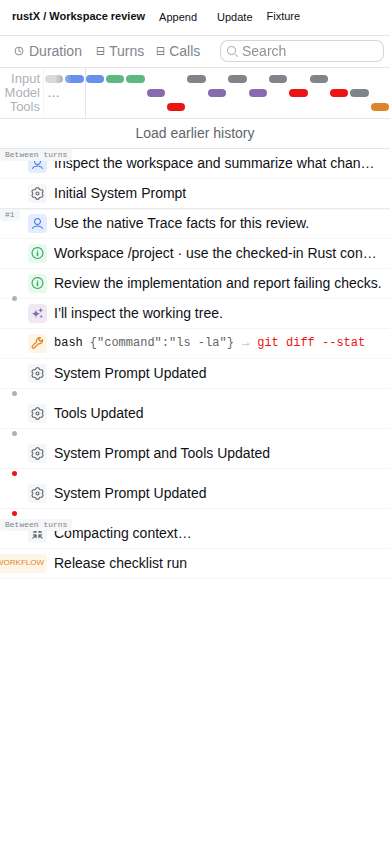 rustX / Workspace review Append Update Fixture
Duration Turns Calls Search
Input
Model ...
Tools
Load earlier history
Between turns
Inspect the workspace and summarize what chan…
Initial System Prompt
#1
Use the native Trace facts for this review.
Workspace /project · use the checked-in Rust con…
Review the implementation and report failing checks.
I'll inspect the working tree.
bash {"command":"ls -la"} → git diff --stat
System Prompt Updated
Tools Updated
System Prompt and Tools Updated
System Prompt Updated
Between turns
Compacting context…
WORKFLOW Release checklist run